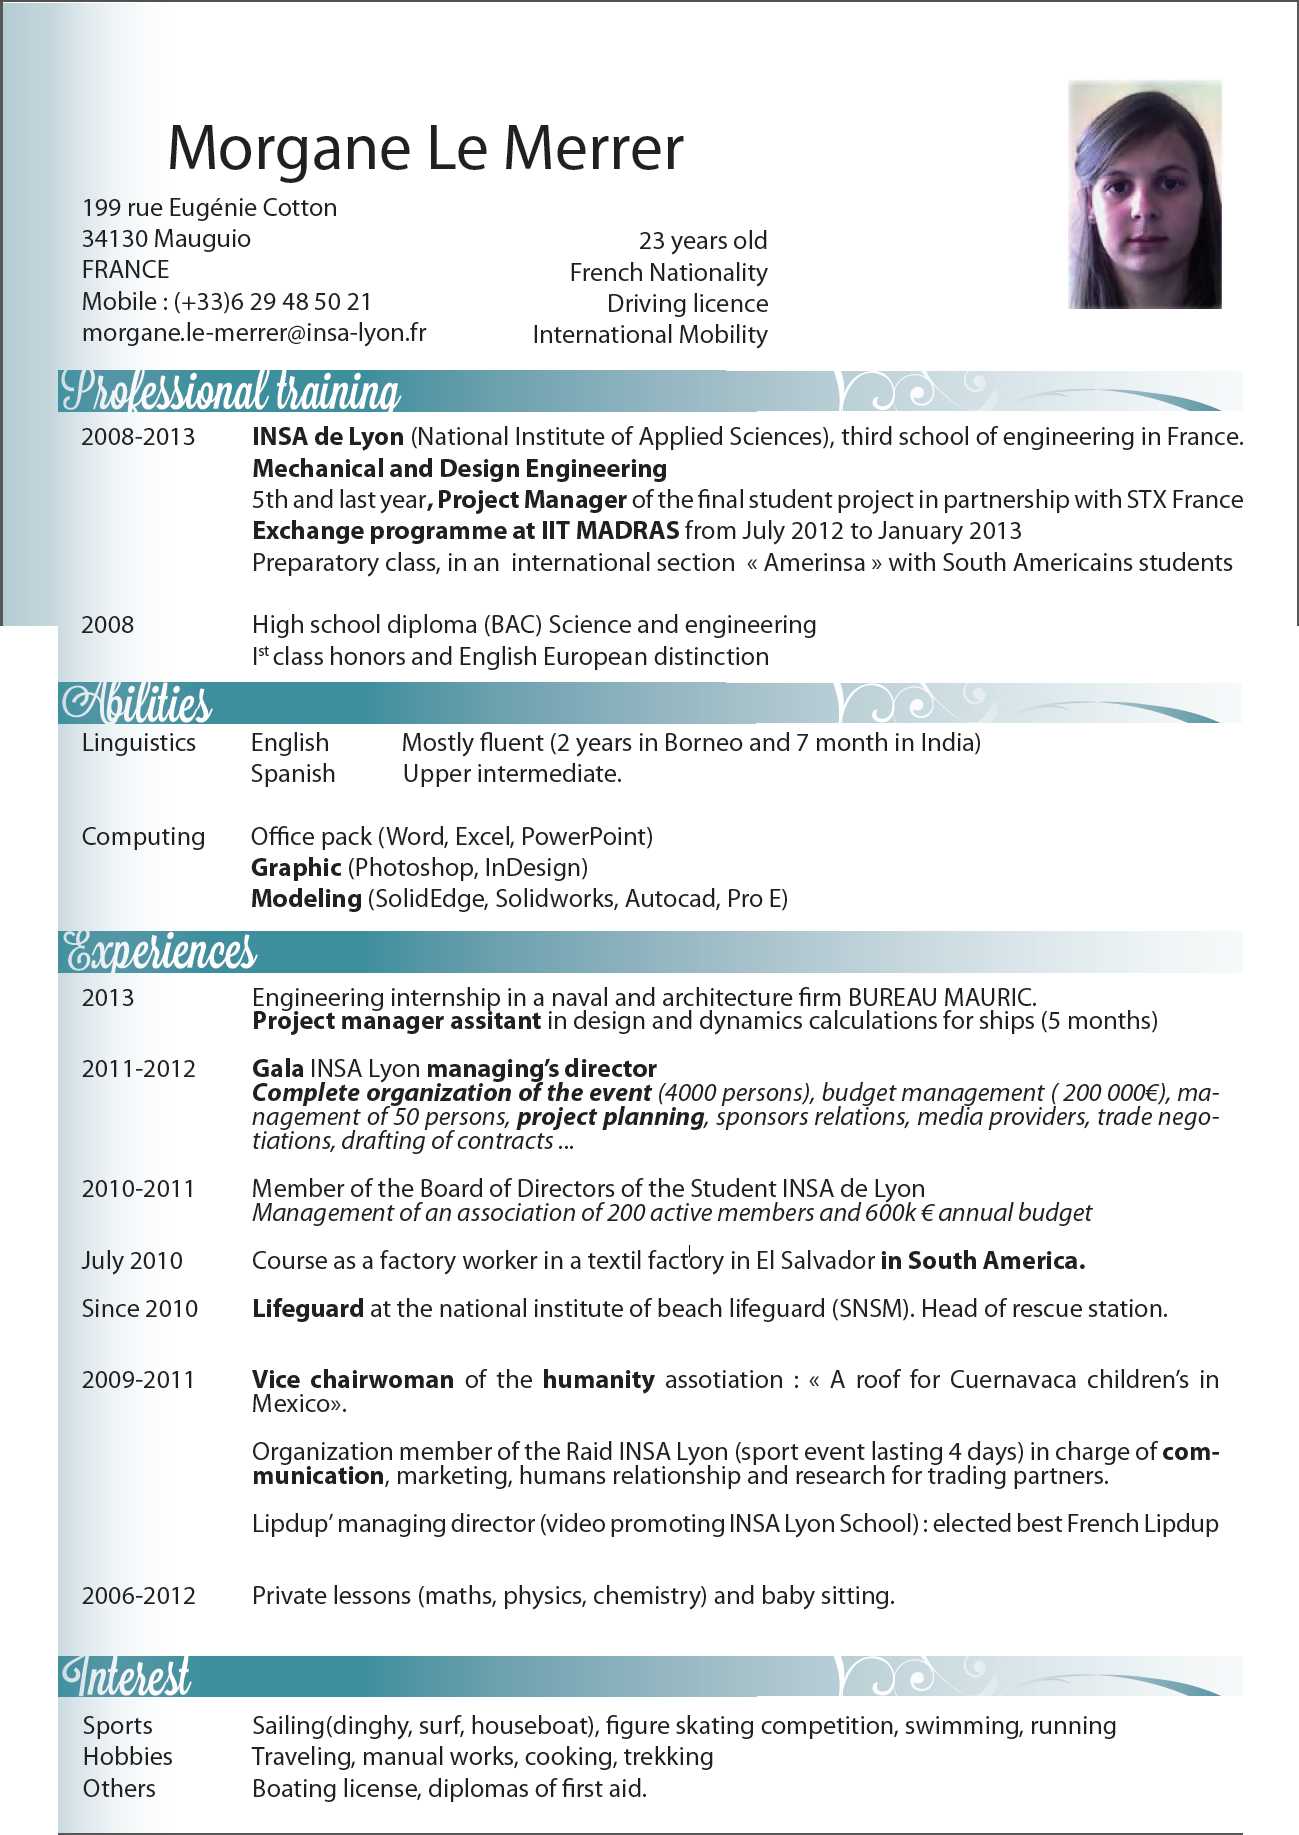 Morgane Le Merrer
199 rue Eugénie Cotton
34130 Mauguio
FRANCE
Mobile : (+33)6 29 48 50 21
morgane.le-merrer@insa-lyon.fr
23 years old
French Nationality
Driving licence
International Mobility
Professional training
2008-2013 INSA de Lyon (National Institute of Applied Sciences), third school of engineering in France.
Mechanical and Design Engineering
5th and last year, Project Manager of the final student project in partnership with STX France
Exchange programme at IIT MADRAS from July 2012 to January 2013
Preparatory class, in an international section « Amerinsa » with South Americains students
2008 High school diploma (BAC) Science and engineering
Ist class honors and English European distinction
Abilities
Linguistics English Mostly fluent (2 years in Borneo and 7 month in India)
Spanish Upper intermediate.
Computing Office pack (Word, Excel, PowerPoint)
Graphic (Photoshop, InDesign)
Modeling (SolidEdge, Solidworks, Autocad, Pro E)
Experiences
2013 Engineering internship in a naval and architecture firm BUREAU MAURIC.
Project manager assitant in design and dynamics calculations for ships (5 months)
2011-2012 Gala INSA Lyon managing's director
Complete organization of the event (4000 persons), budget management ( 200 000€), ma-
nagement of 50 persons, project planning, sponsors relations, media providers, trade nego-
tiations, drafting of contracts ...
2010-2011 Member of the Board of Directors of the Student INSA de Lyon
Management of an association of 200 active members and 600k € annual budget
July 2010 Course as a factory worker in a textil factory in El Salvador in South America.
Since 2010 Lifeguard at the national institute of beach lifeguard (SNSM). Head of rescue station.
2009-2011 Vice chairwoman of the humanity assotiation : « A roof for Cuernavaca children's in
Mexico».
Organization member of the Raid INSA Lyon (sport event lasting 4 days) in charge of com-
munication, marketing, humans relationship and research for trading partners.
Lipdup' managing director (video promoting INSA Lyon School) : elected best French Lipdup
2006-2012 Private lessons (maths, physics, chemistry) and baby sitting.
Interest
Sports Sailing(dinghy, surf, houseboat), figure skating competition, swimming, running
Hobbies Traveling, manual works, cooking, trekking
Others Boating license, diplomas of first aid.